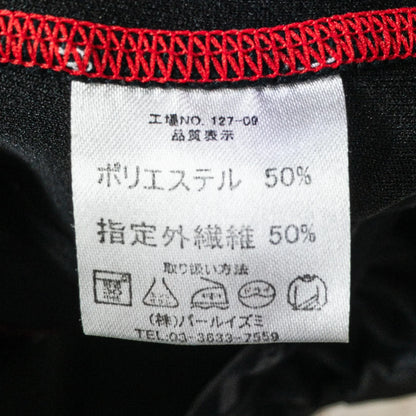 工場NO. 127-09
品質表示
ポリエステル 50%
指定外繊維 50%
取り扱い方法
(株)パールイズミ
TEL:03-3633-7559